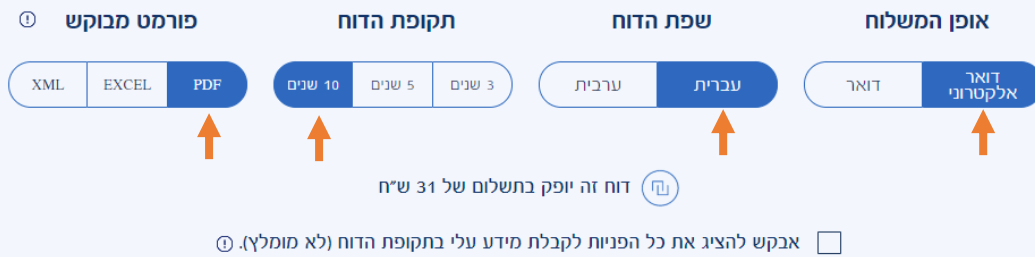 אופן המשלוח שפת הדוח תקופת הדוח פורמט מבוקש
דואר אלקטרוני דואר עברית ערבית 3 שנים 5 שנים 10 שנים PDF EXCEL XML
דוח זה יופק בתשלום של 31 ש״ח
אבקש להציג את כל הפניות לקבלת מידע עלי בתקופת הדוח (לא מומלץ).